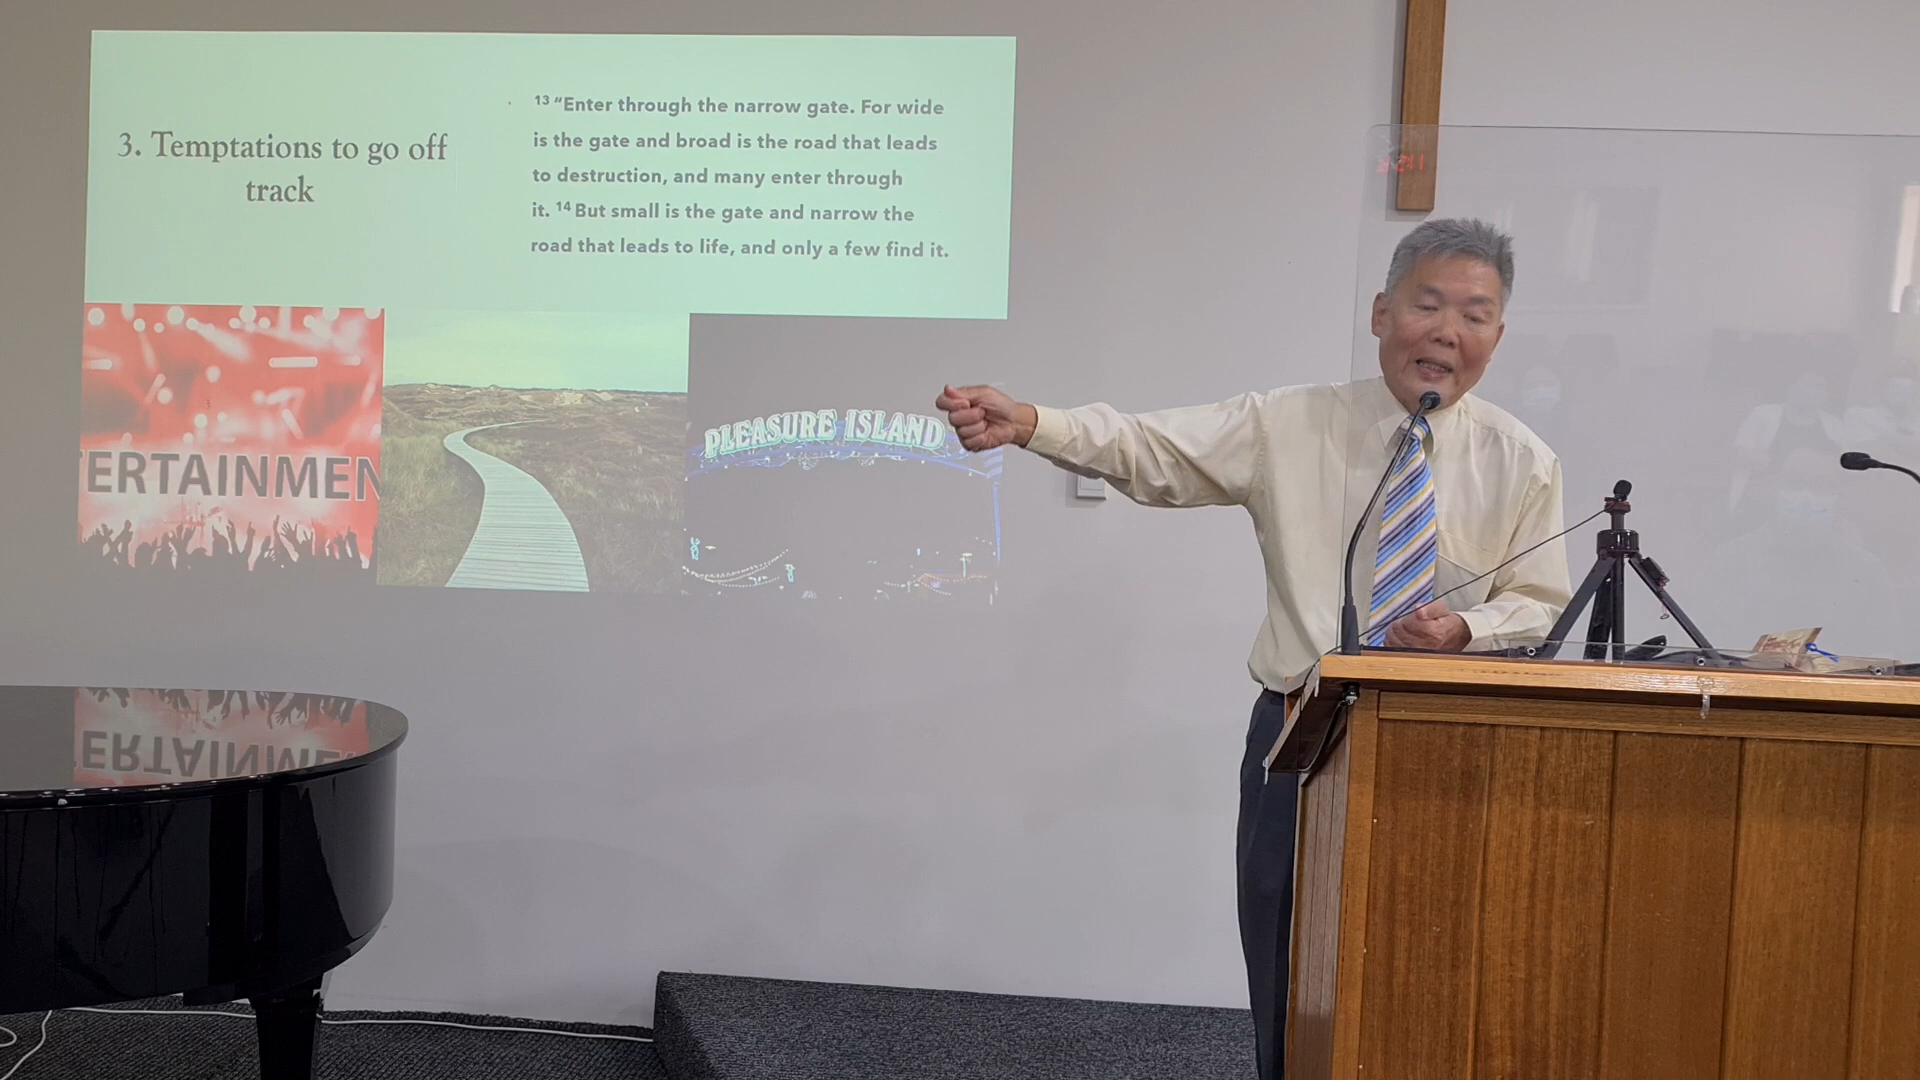 3. Temptations to go off
track
13 “Enter through the narrow gate. For wide
is the gate and broad is the road that leads
to destruction, and many enter through
it. 14 But small is the gate and narrow the
road that leads to life, and only a few find it.
ERTAINMEN
PLEASURE ISLAND